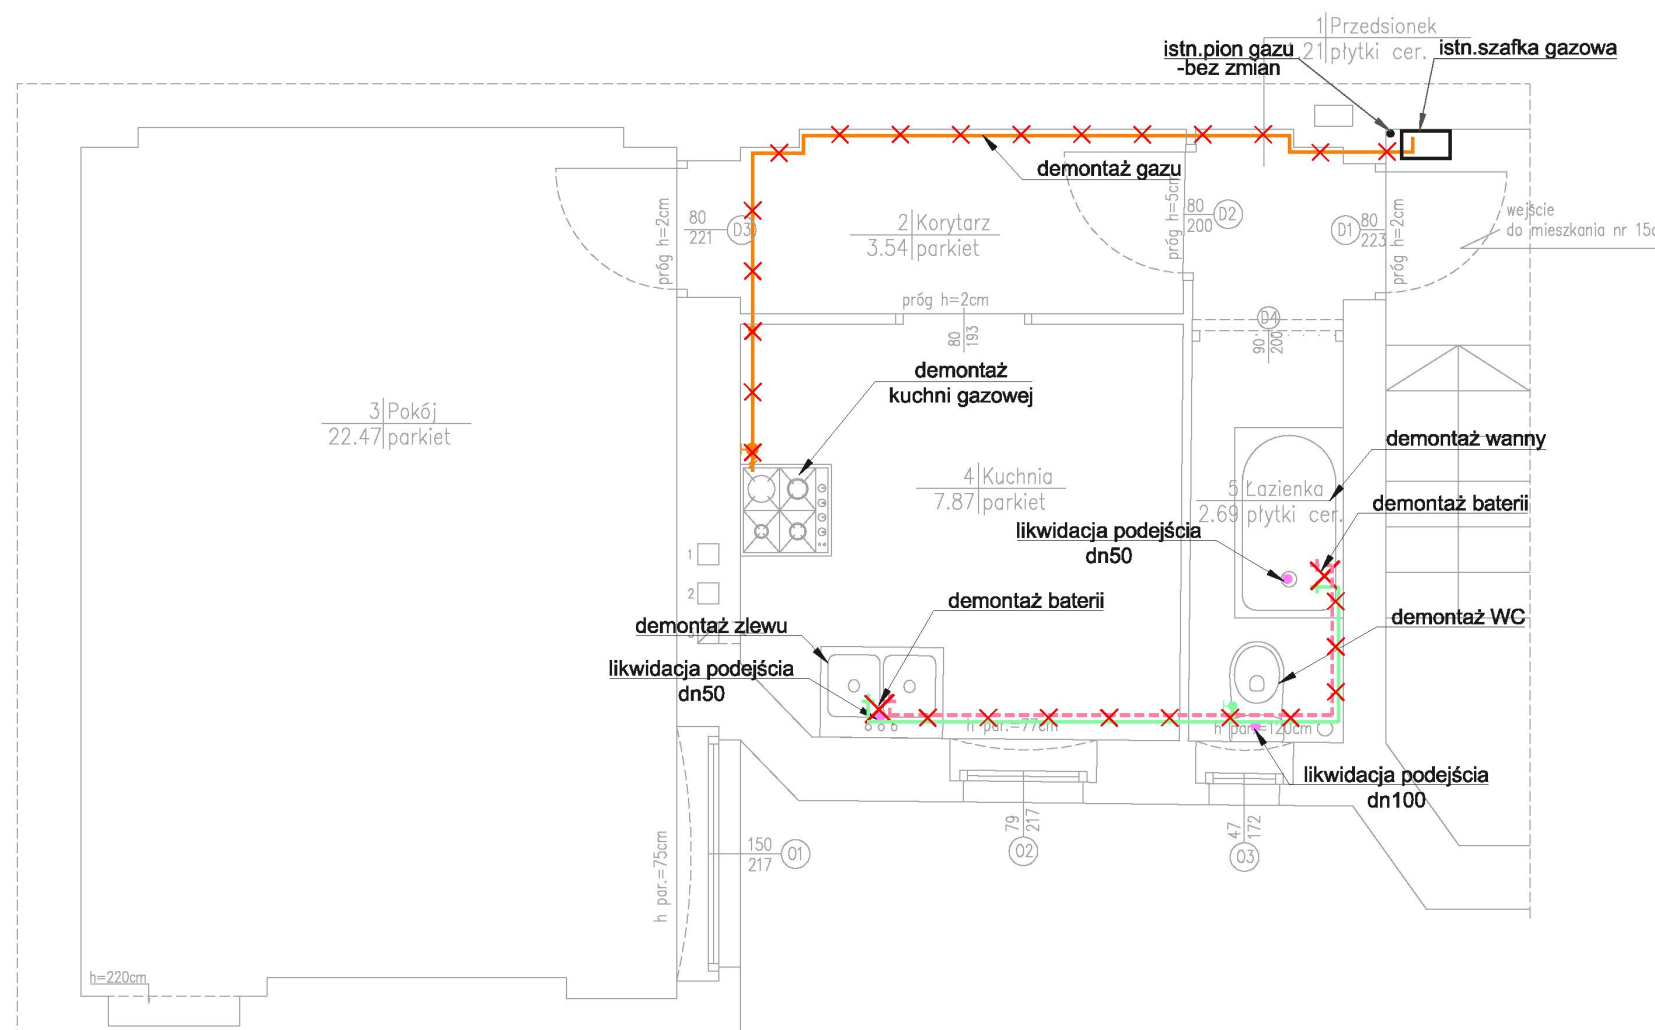 1 Przedsionek
21 płytki cer.
istn.pion gazu
-bez zmian
istn.szafka gazowa
demontaż gazu
próg h=2cm
80
221
D3
2 Korytarz
3.54 parkiet
próg h=5cm
80
200
D2
D1
80
223
próg h=2cm
wejście
do mieszkania nr 15
próg h=2cm
80
193
D4
90
200
demontaż
kuchni gazowej
3 Pokój
22.47 parkiet
4 Kuchnia
7.87 parkiet
5 Łazienka
2.69 płytki cer.
demontaż wanny
demontaż baterii
likwidacja podejścia
dn50
1
2
3
demontaż baterii
demontaż zlewu
demontaż WC
likwidacja podejścia
dn50
h par.=77cm
h par.=120cm
likwidacja podejścia
dn100
79
217
O2
47
172
O3
150
217
O1
h par.=75cm
h=220cm